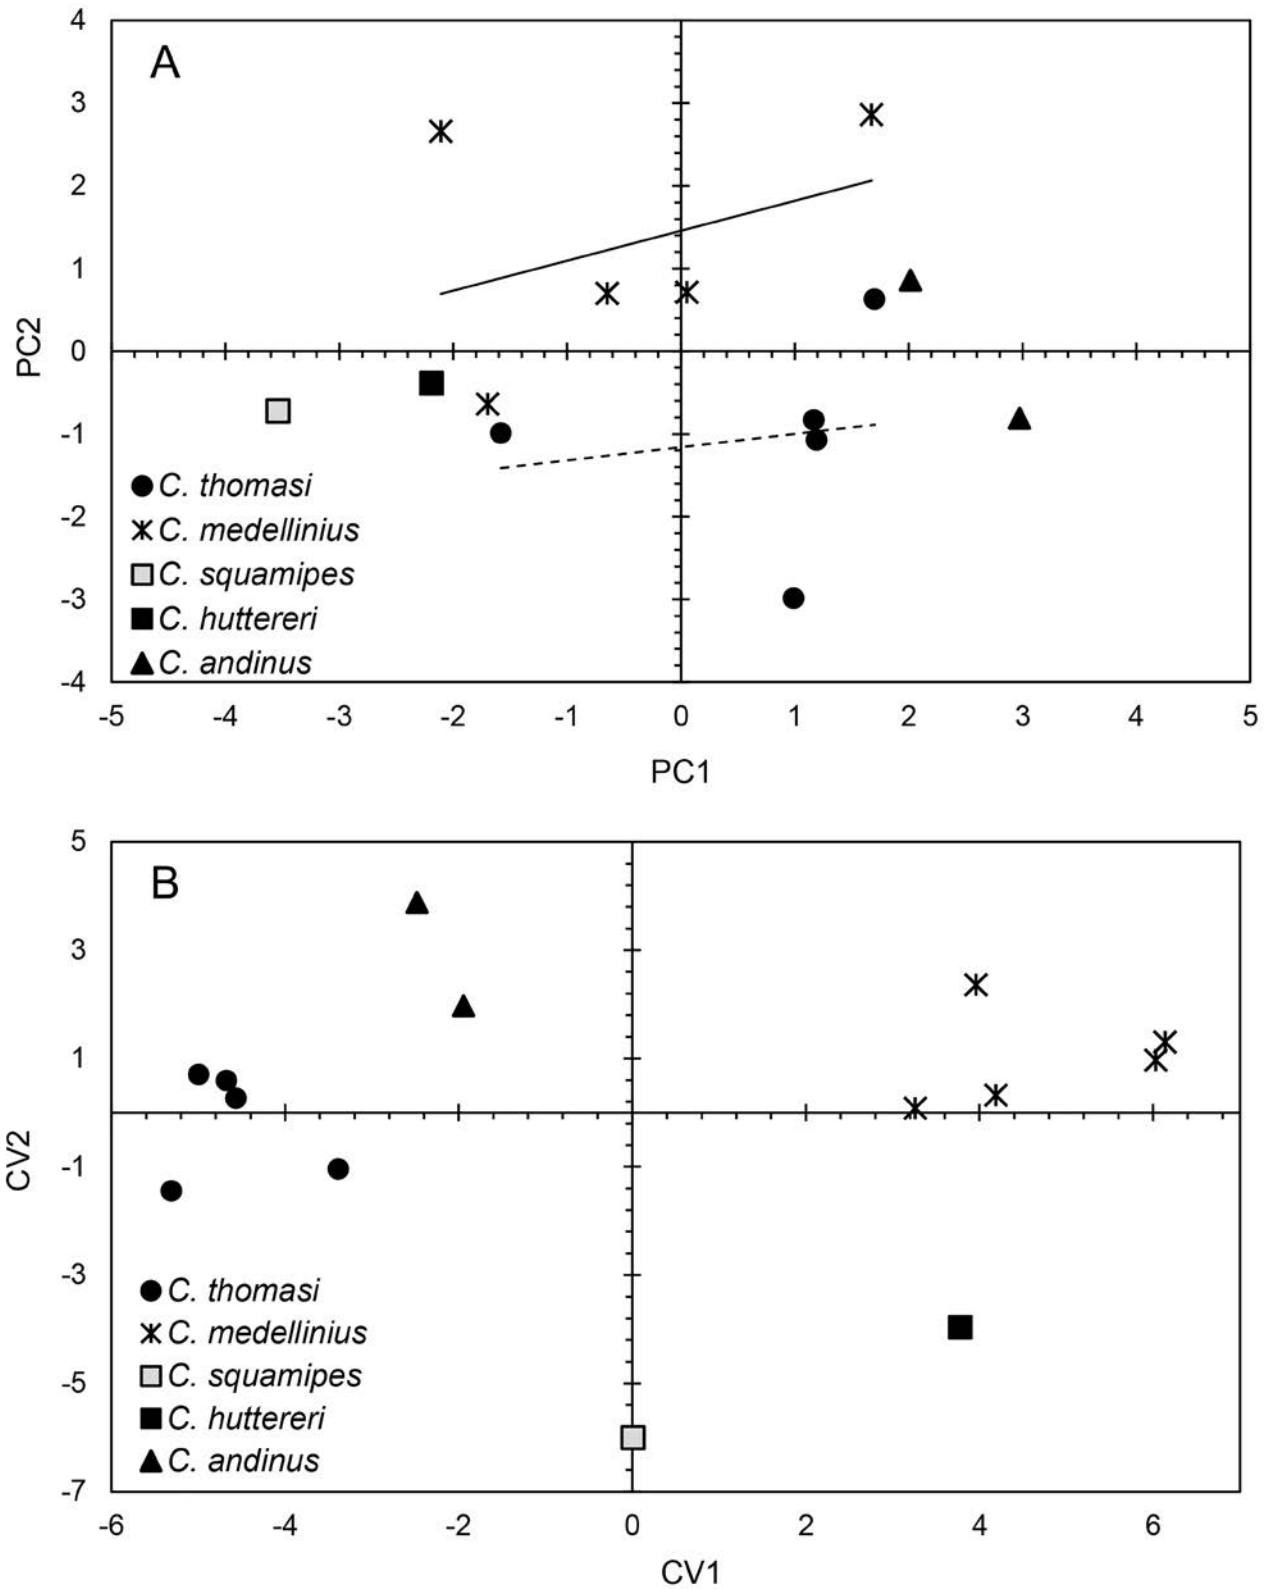 A
4
3
2
1
0
-1
-2
-3
-4
PC2
C. thomasi
C. medellinius
C. squamipes
C. huttereri
C. andinus
-5 -4 -3 -2 -1 0 1 2 3 4 5
PC1
B
5
3
1
-1
-3
-5
-7
CV2
C. thomasi
C. medellinius
C. squamipes
C. huttereri
C. andinus
-6 -4 -2 0 2 4 6
CV1